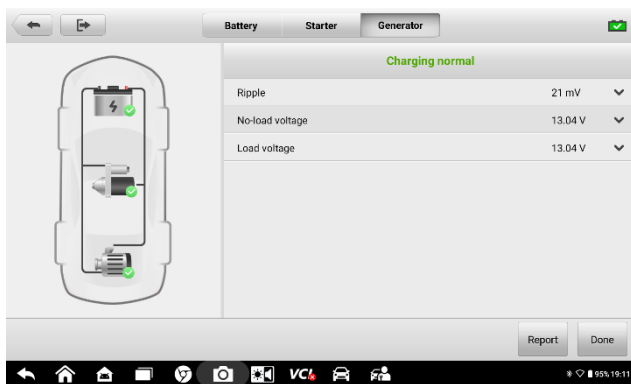 Battery Starter Generator
Charging normal
Ripple 21 mV
No-load voltage 13.04 V
Load voltage 13.04 V
Report Done
VCI 95% 19:11